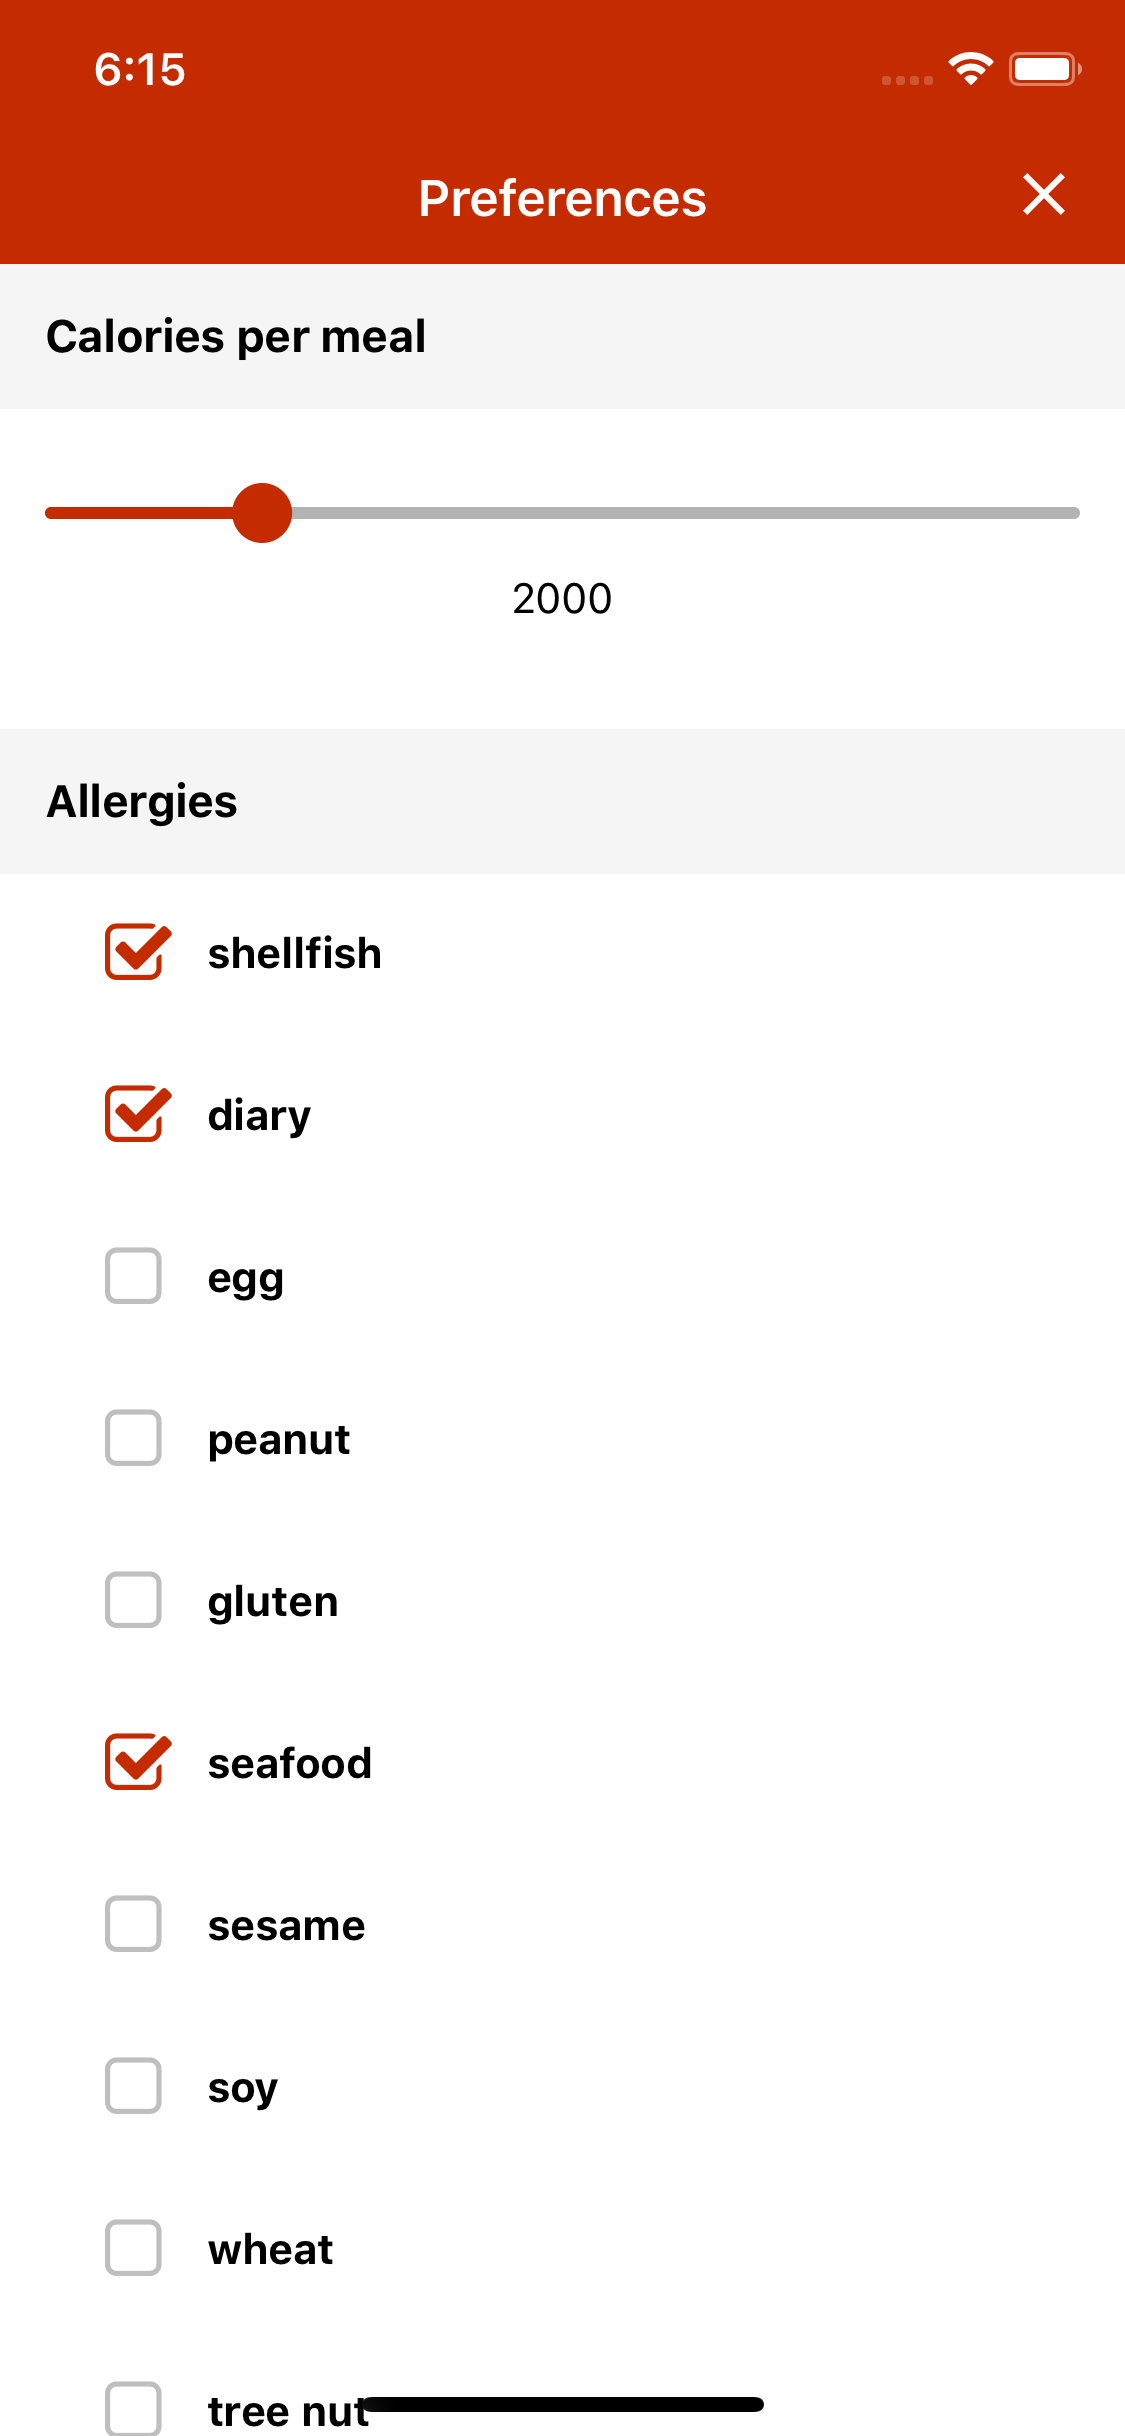 6:15
Preferences
Calories per meal
2000
Allergies
shellfish
diary
egg
peanut
gluten
seafood
sesame
soy
wheat
tree nut